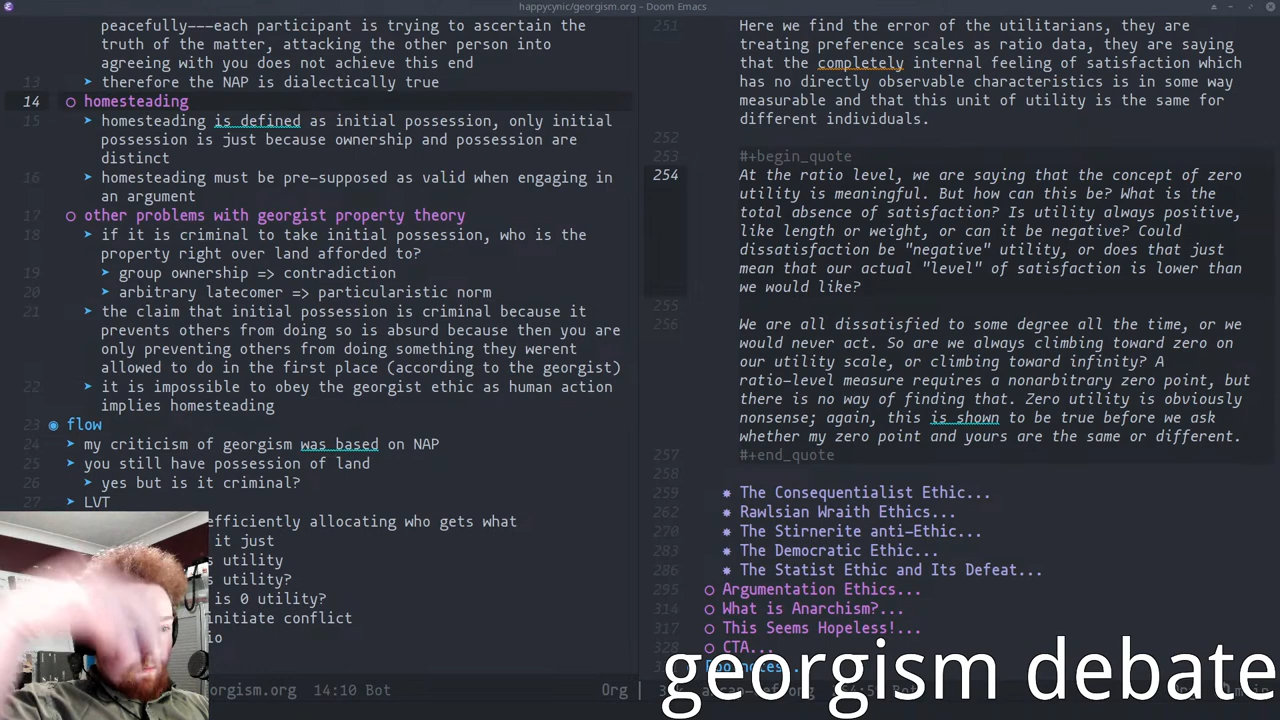 happycynic/georgism.org – Doom Emacs
peacefully---each participant is trying to ascertain the
truth of the matter, attacking the other person into
agreeing with you does not achieve this end
13 ➤ therefore the NAP is dialectically true
14 ○ homesteading
15 ➤ homesteading is defined as initial possession, only initial
possession is just because ownership and possession are
distinct
16 ➤ homesteading must be pre-supposed as valid when engaging in
an argument
17 ○ other problems with georgist property theory
18 ➤ if it is criminal to take initial possession, who is the
property right over land afforded to?
19 ➤ group ownership => contradiction
20 ➤ arbitrary latecomer => particularistic norm
21 ➤ the claim that initial possession is criminal because it
prevents others from doing so is absurd because then you are
only preventing others from doing something they werent
allowed to do in the first place (according to the georgist)
22 ➤ it is impossible to obey the georgist ethic as human action
implies homesteading
23 ◉ flow
24 ➤ my criticism of georgism was based on NAP
25 ➤ you still have possession of land
26 ➤ yes but is it criminal?
27 ➤ LVT
efficiently allocating who gets what
it just
utility
utility?
is 0 utility?
initiate conflict
orgism.org 14:10 Bot Org
251 Here we find the error of the utilitarians, they are
treating preference scales as ratio data, they are saying
that the completely internal feeling of satisfaction which
has no directly observable characteristics is in some way
measurable and that this unit of utility is the same for
different individuals.
252
253 #+begin_quote
254 At the ratio level, we are saying that the concept of zero
utility is meaningful. But how can this be? What is the
total absence of satisfaction? Is utility always positive,
like length or weight, or can it be negative? Could
dissatisfaction be "negative" utility, or does that just
mean that our actual "level" of satisfaction is lower than
we would like?
255
256 We are all dissatisfied to some degree all the time, or we
would never act. So are we always climbing toward zero on
our utility scale, or climbing toward infinity? A
ratio-level measure requires a nonarbitrary zero point, but
there is no way of finding that. Zero utility is obviously
nonsense; again, this is shown to be true before we ask
whether my zero point and yours are the same or different.
257 #+end_quote
258
259 ✸ The Consequentialist Ethic...
262 ✸ Rawlsian Wraith Ethics...
270 ✸ The Stirnerite anti-Ethic...
283 ✸ The Democratic Ethic...
286 ✸ The Statist Ethic and Its Defeat...
295 ○ Argumentation Ethics...
314 ○ What is Anarchism?...
317 ○ This Seems Hopeless!...
328 ○ CTA...
georgism debate